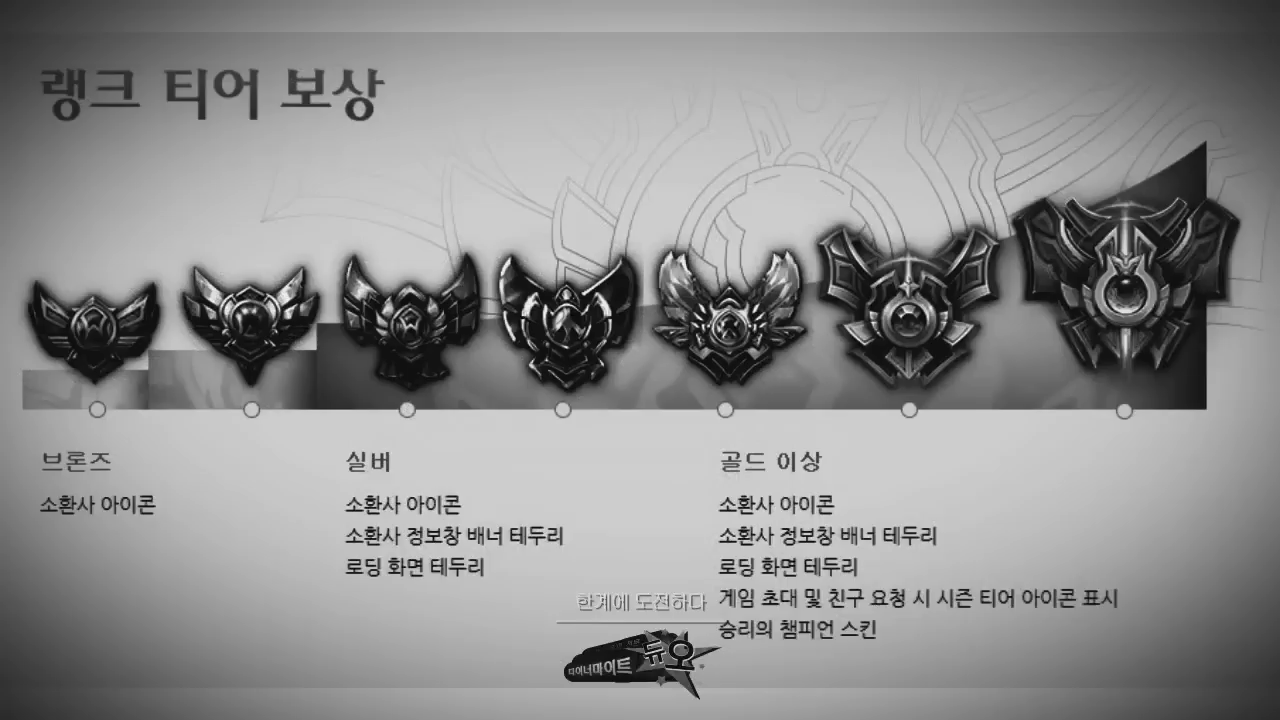 랭크 티어 보상
브론즈
소환사 아이콘
실버
소환사 아이콘
소환사 정보창 배너 테두리
로딩 화면 테두리
골드 이상
소환사 아이콘
소환사 정보창 배너 테두리
로딩 화면 테두리
게임 초대 및 친구 요청 시 시즌 티어 아이콘 표시
승리의 챔피언 스킨
한계에 도전하다
다이너마이트 듀오